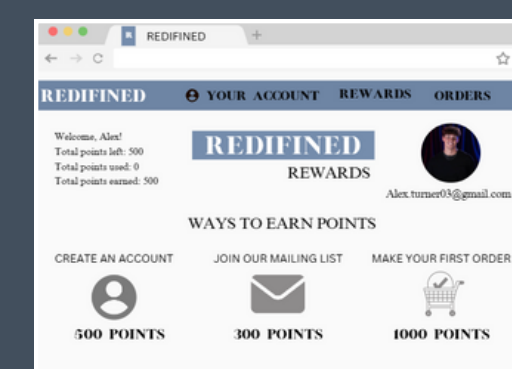 REDIFINED
REDIFINED
YOUR ACCOUNT
REWARDS
ORDERS
Welcome, Alex!
Total points left: 500
Total points used: 0
Total points earned: 500
REDIFINED
REWARDS
Alex.turner03@gmail.com
WAYS TO EARN POINTS
CREATE AN ACCOUNT
500 POINTS
JOIN OUR MAILING LIST
300 POINTS
MAKE YOUR FIRST ORDER
1000 POINTS